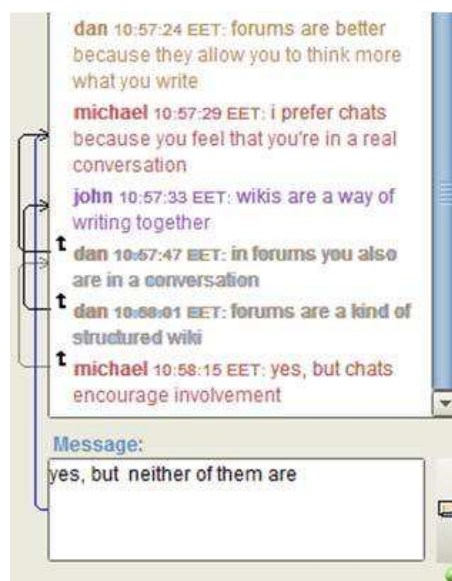 dan 10:57:24 EET: forums are better
because they allow you to think more
what you write
michael 10:57:29 EET: i prefer chats
because you feel that you're in a real
conversation
john 10:57:33 EET: wikis are a way of
writing together
t dan 10:57:47 EET: in forums you also
are in a conversation
t dan 10:58:01 EET: forums are a kind of
structured wiki
t michael 10:58:15 EET: yes, but chats
encourage involvement
Message:
yes, but neither of them are